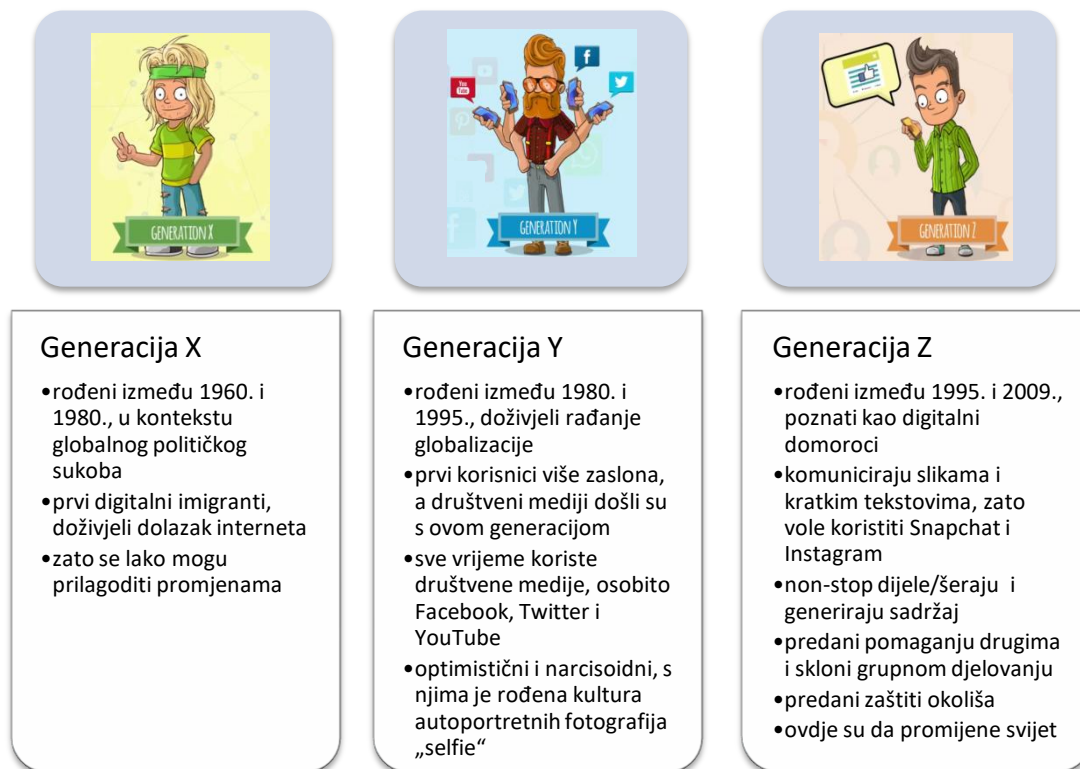 GENERATION X
You
Tube
f
GENERATION Y
GENERATION Z
Generacija X
•rođeni između 1960. i
1980., u kontekstu
globalnog političkog
sukoba
•prvi digitalni imigranti,
doživjeli dolazak interneta
•zato se lako mogu
prilagoditi promjenama
Generacija Y
•rođeni između 1980. i
1995., doživjeli rađanje
globalizacije
•prvi korisnici više zaslona,
a društveni mediji došli su
s ovom generacijom
•sve vrijeme koriste
društvene medije, osobito
Facebook, Twitter i
YouTube
•optimistični i narcisoidni, s
njima je rođena kultura
autoportretnih fotografija
„selfie“
Generacija Z
•rođeni između 1995. i 2009.,
poznati kao digitalni
domoroci
•komuniciraju slikama i
kratkim tekstovima, zato
vole koristiti Snapchat i
Instagram
•non-stop dijele/šeraju  i
generiraju sadržaj
•predani pomaganju drugima
i skloni grupnom djelovanju
•predani zaštiti okoliša
•ovdje su da promijene svijet